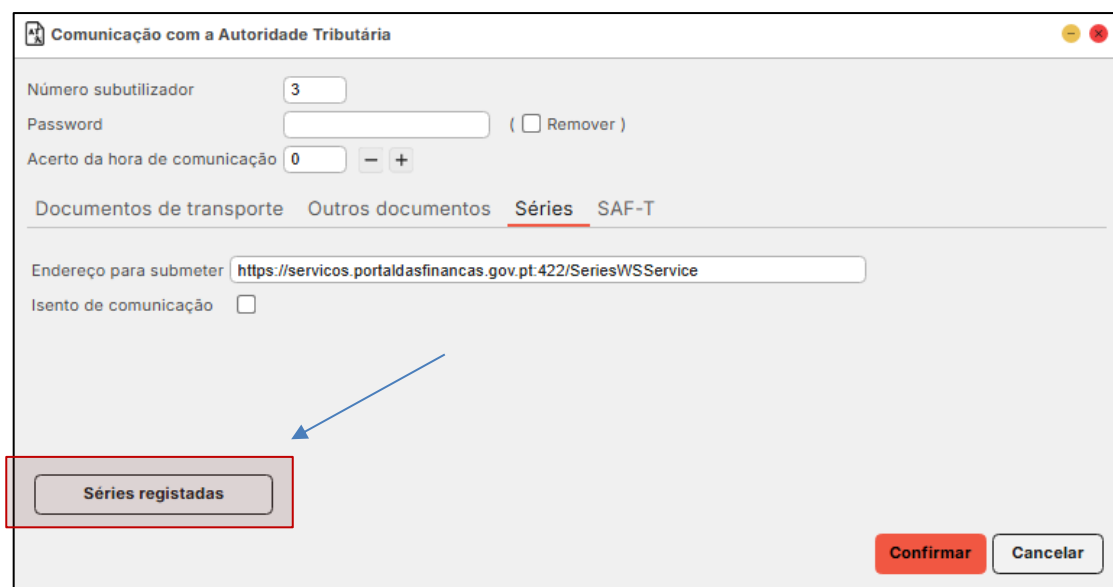 Comunicação com a Autoridade Tributária
Número subutilizador 3
Password ( Remover )
Acerto da hora de comunicação 0 − +
Documentos de transporte Outros documentos Séries SAF-T
Endereço para submeter https://servicos.portaldasfinancas.gov.pt:422/SeriesWSService
Isento de comunicação
Séries registadas
Confirmar Cancelar